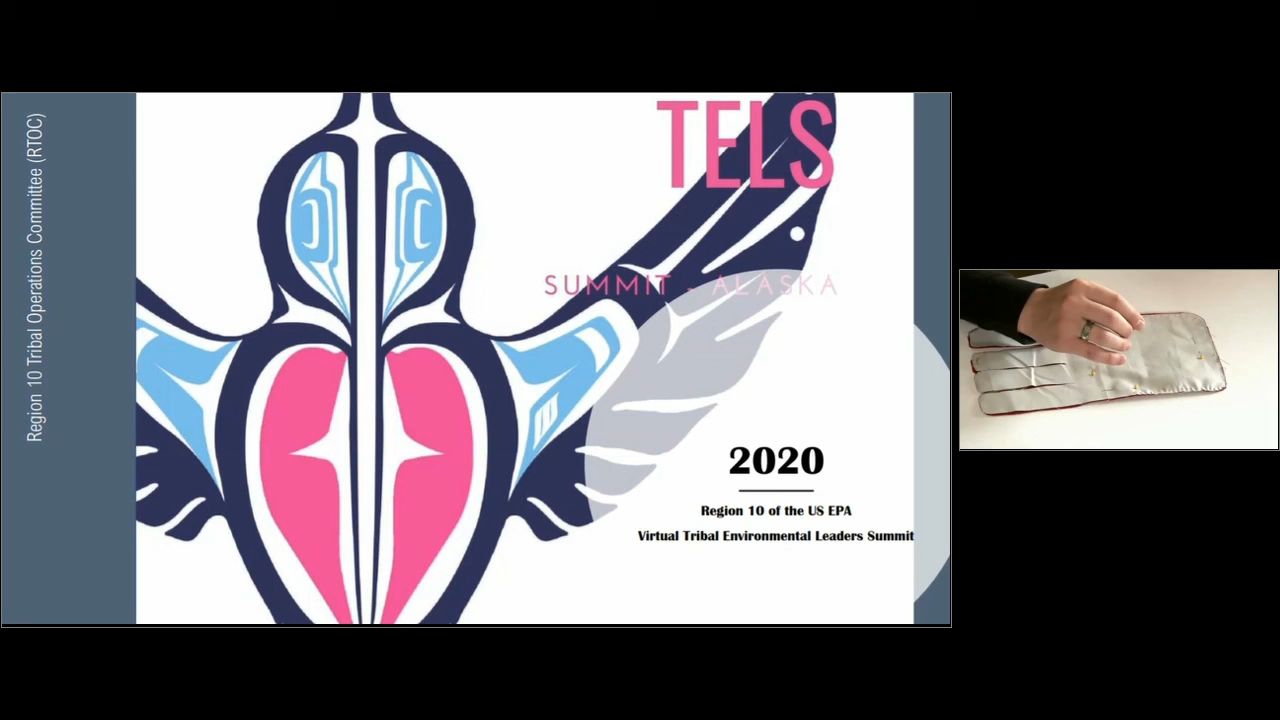 Region 10 Tribal Operations Committee (RTOC)
TELS
SUMMIT - ALASKA
2020
Region 10 of the US EPA
Virtual Tribal Environmental Leaders Summit